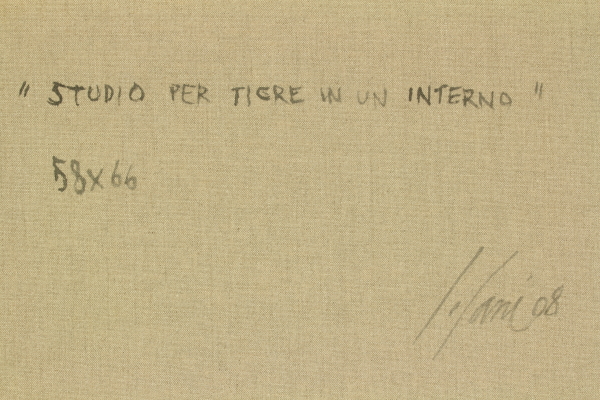 " STUDIO PER TIGRE IN UN INTERNO "
58x66
08